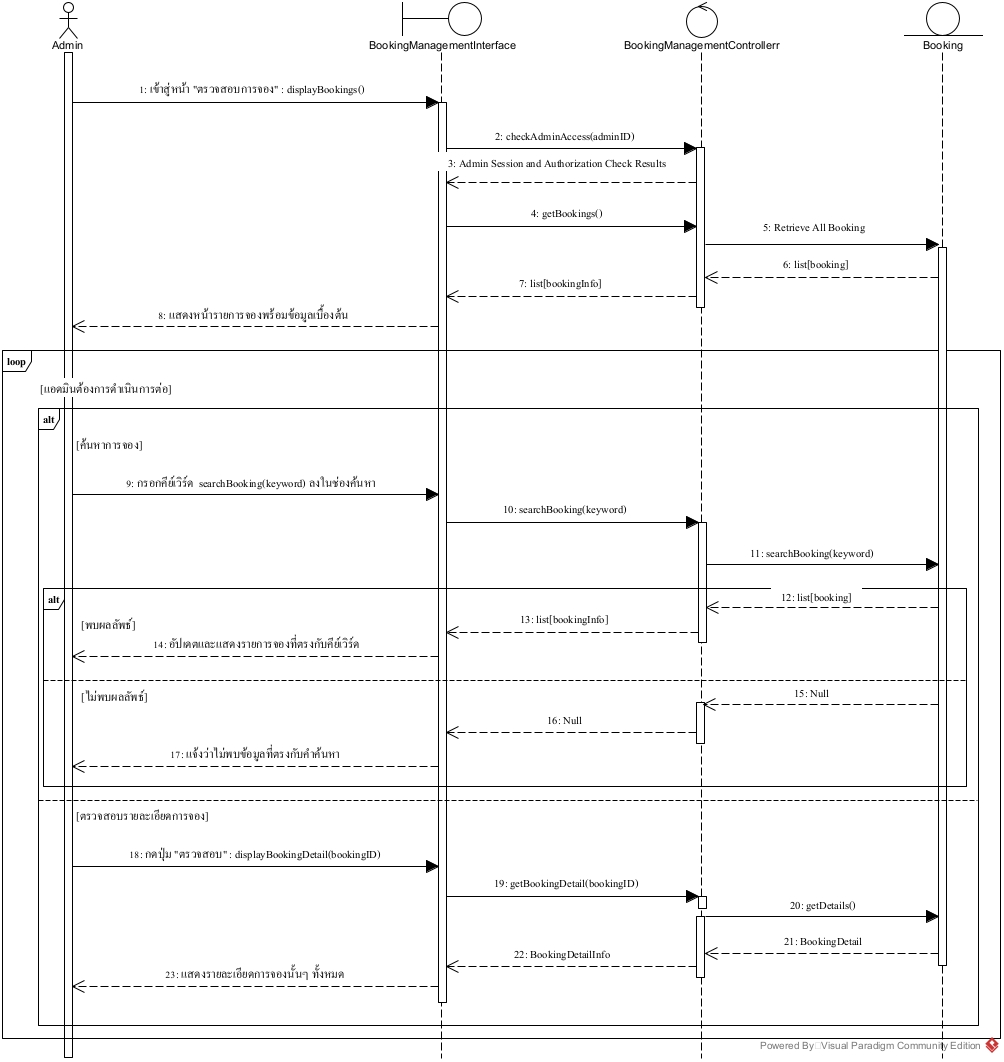 Admin
BookingManagementInterface
BookingManagementControllerr
Booking
1: เข้าสู่หน้า "ตรวจสอบการจอง" : displayBookings()
2: checkAdminAccess(adminID)
3: Admin Session and Authorization Check Results
4: getBookings()
5: Retrieve All Booking
6: list[booking]
7: list[bookingInfo]
8: แสดงหน้ารายการจองพร้อมข้อมูลเบื้องต้น
loop
[แอดมินต้องการดำเนินการต่อ]
alt
[ค้นหาการจอง]
9: กรอกคีย์เวิร์ด searchBooking(keyword) ลงในช่องค้นหา
10: searchBooking(keyword)
11: searchBooking(keyword)
alt
12: list[booking]
13: list[bookingInfo]
[พบผลลัพธ์]
14: อัปเดตและแสดงรายการจองที่ตรงกับคีย์เวิร์ด
[ไม่พบผลลัพธ์]
15: Null
16: Null
17: แจ้งว่าไม่พบข้อมูลที่ตรงกับคำค้นหา
[ตรวจสอบรายละเอียดการจอง]
18: กดปุ่ม "ตรวจสอบ" : displayBookingDetail(bookingID)
19: getBookingDetail(bookingID)
20: getDetails()
21: BookingDetail
22: BookingDetailInfo
23: แสดงรายละเอียดการจองนั้นๆ ทั้งหมด
Powered By Visual Paradigm Community Edition